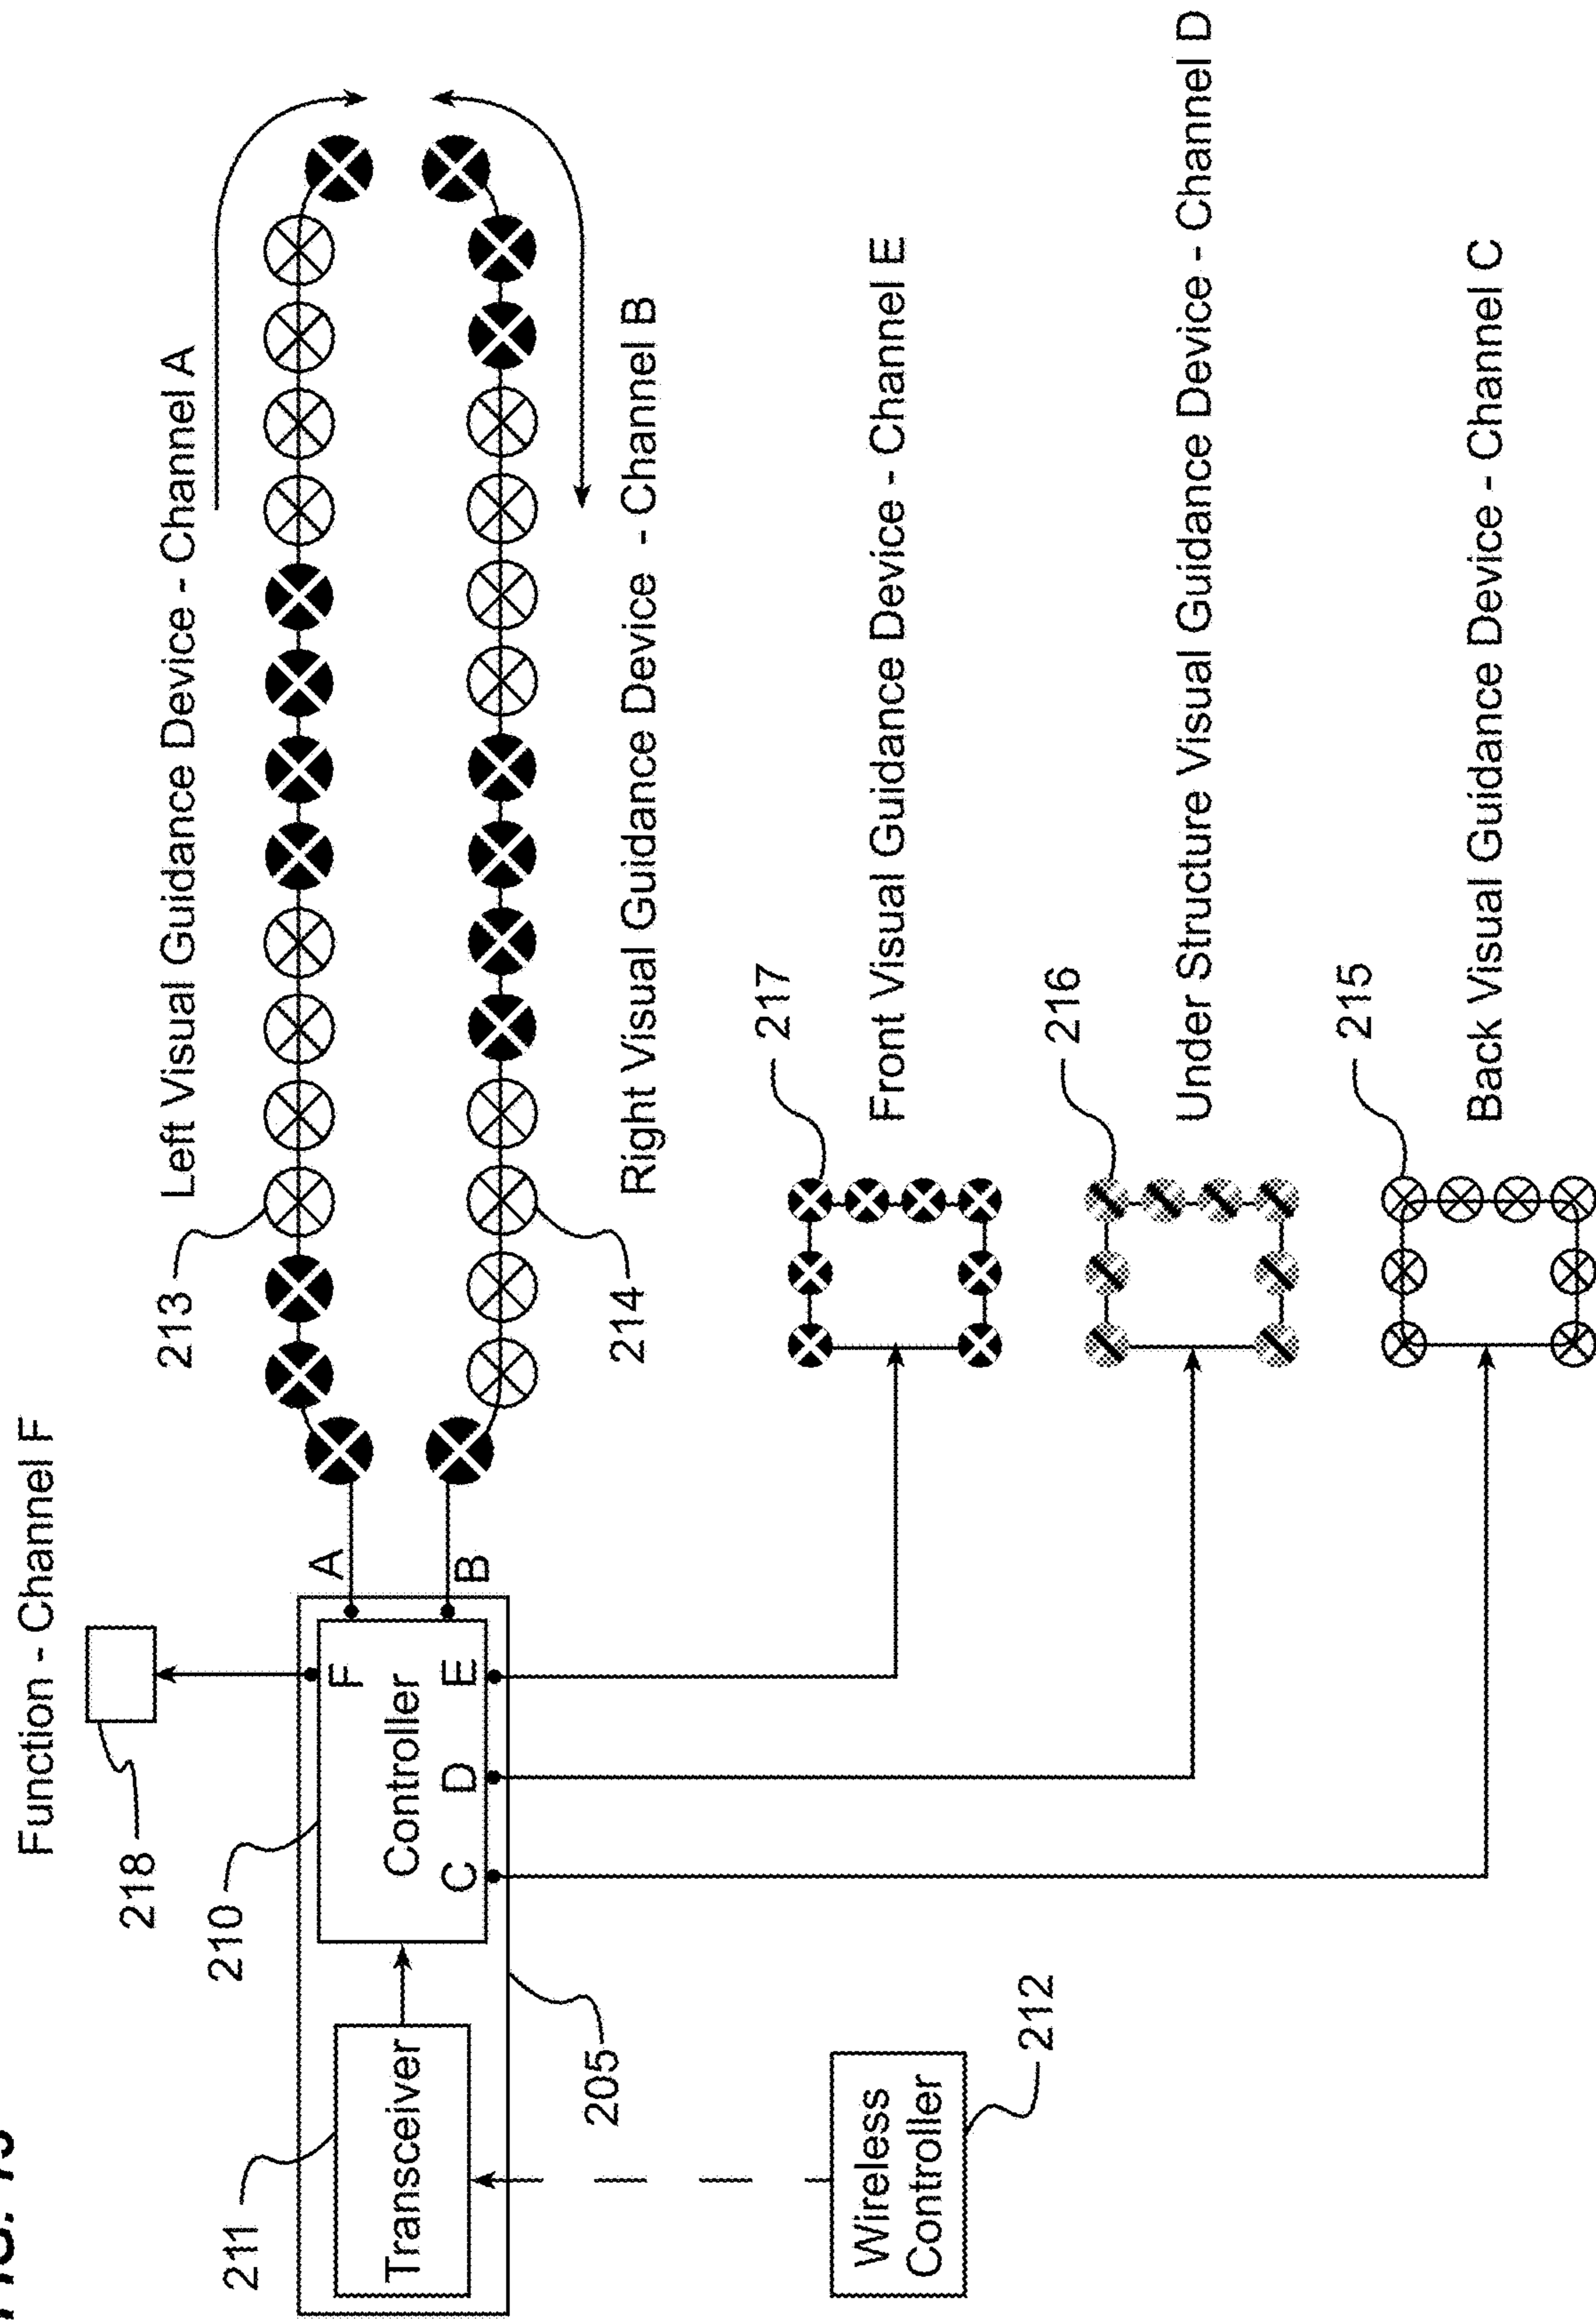 Function - Channel F
218
213
Left Visual Guidance Device - Channel A
211
210
F
A
Transceiver
Controller
C D E
B
205
214
Right Visual Guidance Device - Channel B
217
Wireless
Controller
Front Visual Guidance Device - Channel E
212
216
Under Structure Visual Guidance Device - Channel D
215
Back Visual Guidance Device - Channel C